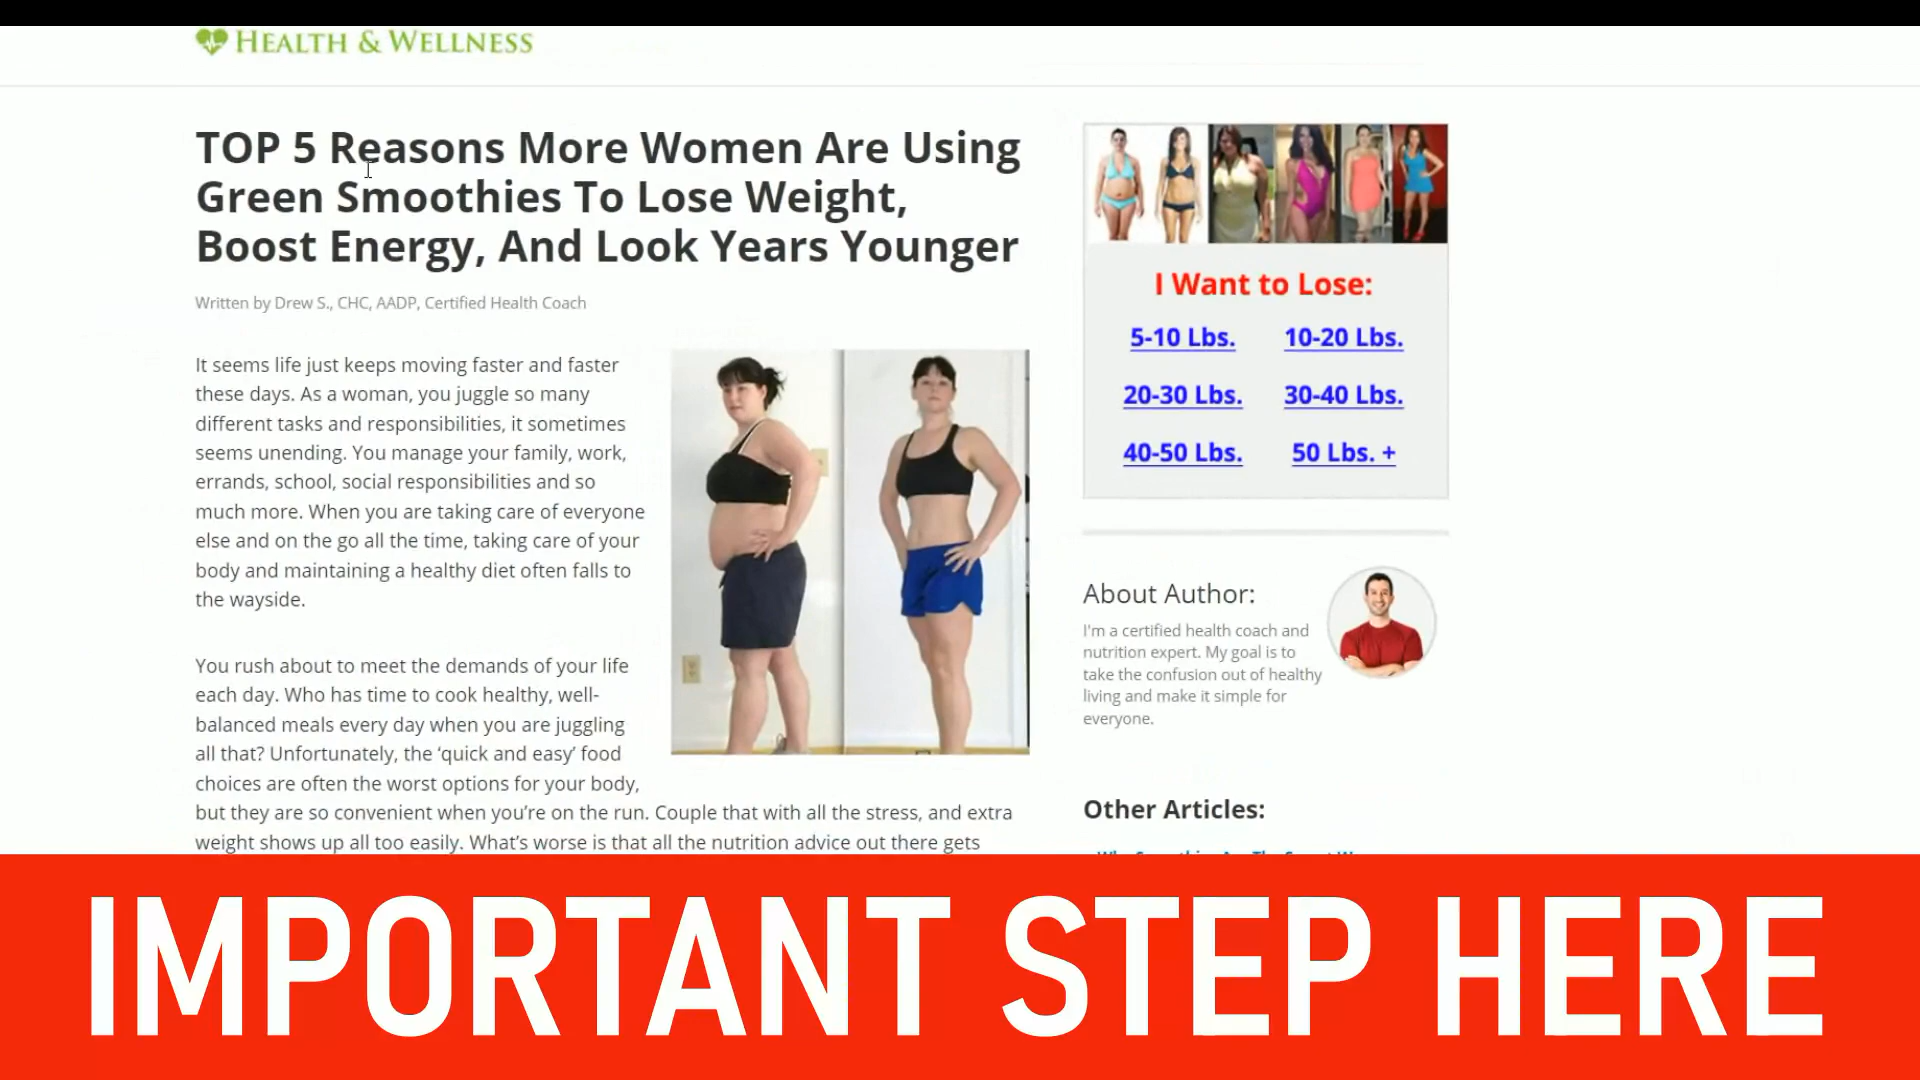 HEALTH & WELLNESS
TOP 5 Reasons More Women Are Using
Green Smoothies To Lose Weight,
Boost Energy, And Look Years Younger
Written by Drew S., CHC, AADP, Certified Health Coach
It seems life just keeps moving faster and faster
these days. As a woman, you juggle so many
different tasks and responsibilities, it sometimes
seems unending. You manage your family, work,
errands, school, social responsibilities and so
much more. When you are taking care of everyone
else and on the go all the time, taking care of your
body and maintaining a healthy diet often falls to
the wayside.
You rush about to meet the demands of your life
each day. Who has time to cook healthy, well-
balanced meals every day when you are juggling
all that? Unfortunately, the ‘quick and easy’ food
choices are often the worst options for your body,
but they are so convenient when you’re on the run. Couple that with all the stress, and extra
weight shows up all too easily. What’s worse is that all the nutrition advice out there gets
I Want to Lose:
5-10 Lbs. 10-20 Lbs.
20-30 Lbs. 30-40 Lbs.
40-50 Lbs. 50 Lbs. +
About Author:
I'm a certified health coach and
nutrition expert. My goal is to
take the confusion out of healthy
living and make it simple for
everyone.
Other Articles:
IMPORTANT STEP HERE